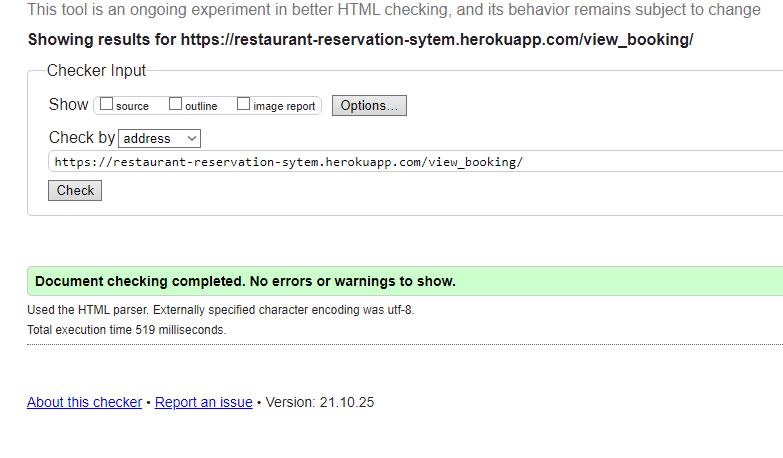 This tool is an ongoing experiment in better HTML checking, and its behavior remains subject to change
Showing results for https://restaurant-reservation-sytem.herokuapp.com/view_booking/
Checker Input
Show source outline image report Options...
Check by address
https://restaurant-reservation-sytem.herokuapp.com/view_booking/
Check
Document checking completed. No errors or warnings to show.
Used the HTML parser. Externally specified character encoding was utf-8.
Total execution time 519 milliseconds.
About this checker • Report an issue • Version: 21.10.25